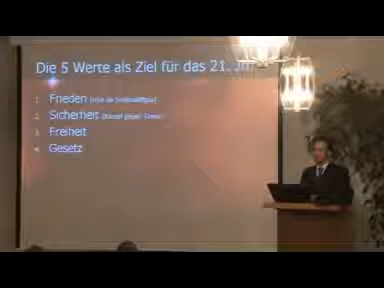 Die 5 Werte als Ziel für das 21.
1. Frieden
2. Sicherheit
3. Freiheit
4. Gesetz